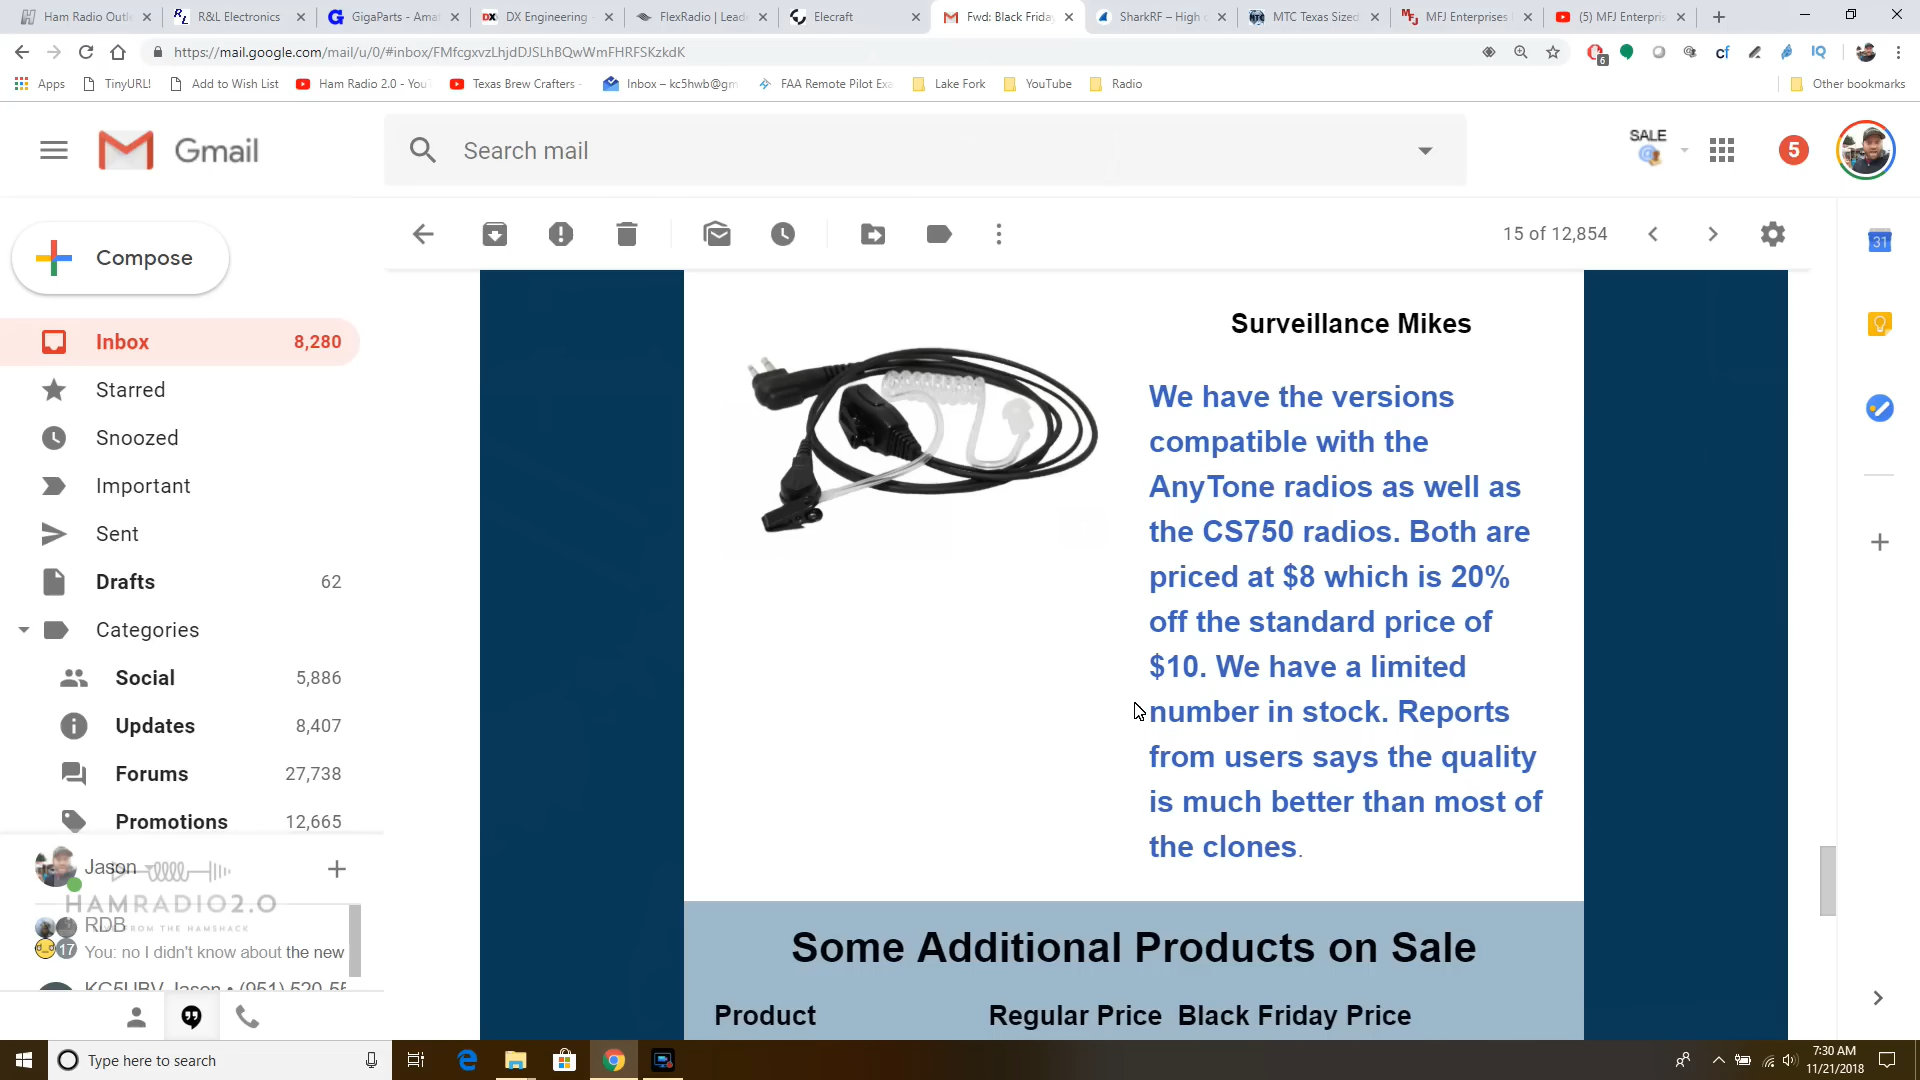 Ham Radio Outl
R&L Electronics
GigaParts - Ama
DX Engineering -
FlexRadio | Lead
Elecraft
Fwd: Black Frida
SharkRF – High
MTC Texas Sized
MFJ Enterprises
(5) MFJ Enterpris
https://mail.google.com/mail/u/0/#inbox/FMfcgxvzLhjdDJSLhBQwWmFHRFSKzkdK
6
cf
IQ
Apps
TinyURL!
Add to Wish List
Ham Radio 2.0 - You
Texas Brew Crafters -
Inbox – kc5hwb@gm
FAA Remote Pilot Exa
Lake Fork
YouTube
Radio
Other bookmarks
Gmail
Search mail
SALE
5
Compose
15 of 12,854
31
Inbox 8,280
Starred
Snoozed
Important
Sent
Drafts 62
Categories
Social 5,886
Updates 8,407
Forums 27,738
Promotions 12,665
Jason
HAMRADIO2.0
FROM THE HAMSHACK
RDB
17
You: no I didn't know about the new
Surveillance Mikes
We have the versions
compatible with the
AnyTone radios as well as
the CS750 radios. Both are
priced at $8 which is 20%
off the standard price of
$10. We have a limited
number in stock. Reports
from users says the quality
is much better than most of
the clones.
Some Additional Products on Sale
Product Regular Price Black Friday Price
Type here to search
7:30 AM
11/21/2018